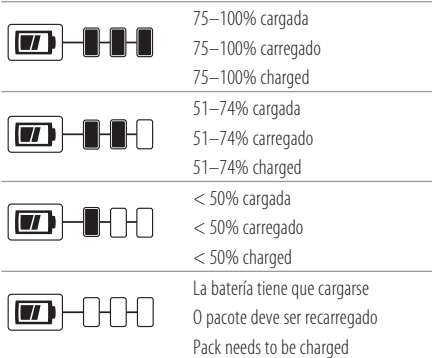 75–100% cargada
75–100% carregado
75–100% charged
51–74% cargada
51–74% carregado
51–74% charged
< 50% cargada
< 50% carregado
< 50% charged
La batería tiene que cargarse
O pacote deve ser recarregado
Pack needs to be charged